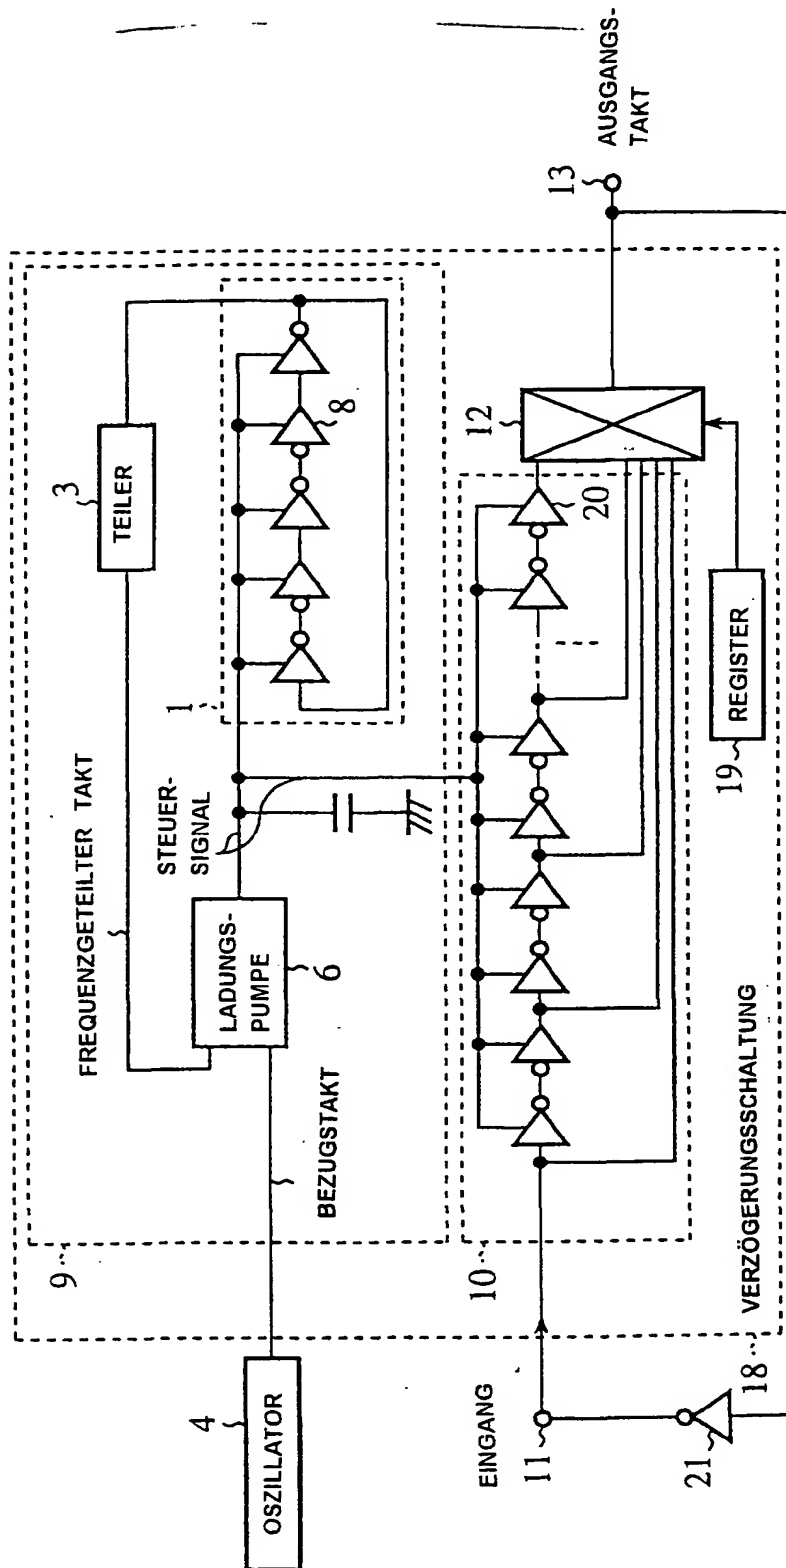 4
OSZILLATOR
9
BEZUGSTAKT
FREQUENZGETEILTER TAKT
LADUNGS-
PUMPE
6
STEUER-
SIGNAL
1
3
TEILER
8
EINGANG
11
21
18
VERZÖGERUNGSSCHALTUNG
10
20
12
19
REGISTER
13
AUSGANGS-
TAKT